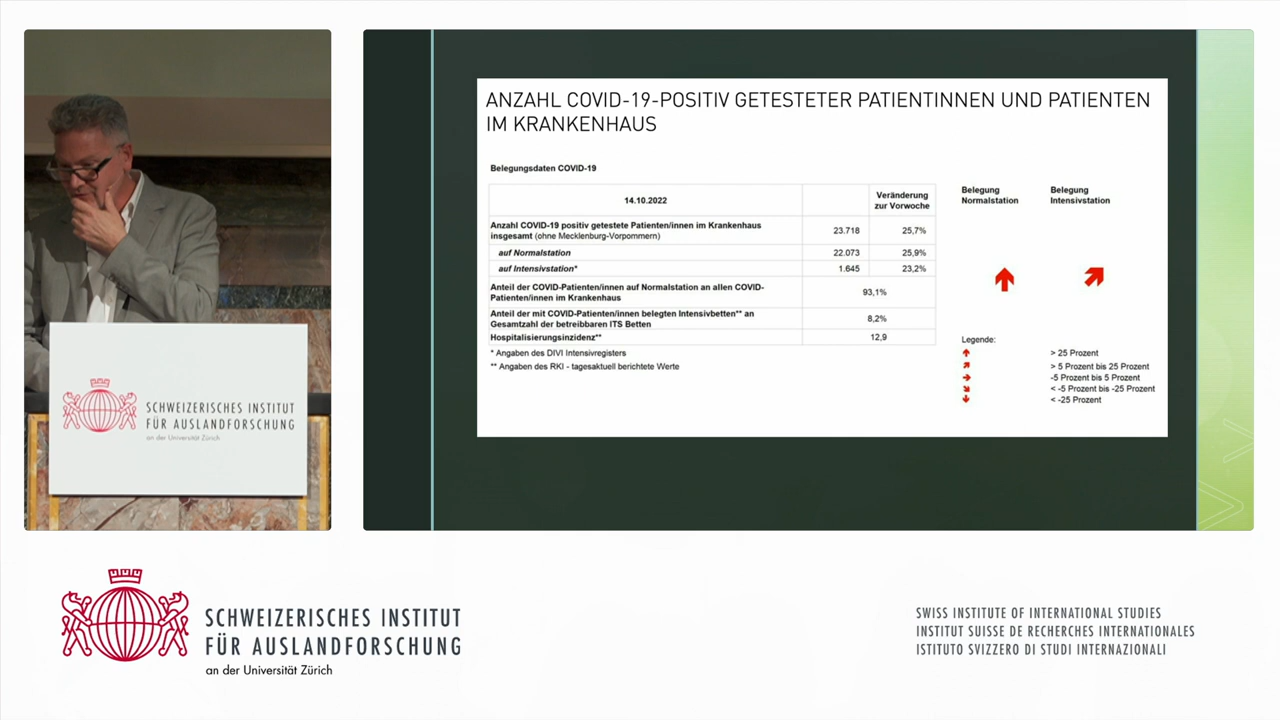 SCHWEIZERISCHES INSTITUT
FÜR AUSLANDFORSCHUNG
an der Universität Zürich
ANZAHL COVID-19-POSITIV GETESTETER PATIENTINNEN UND PATIENTEN
IM KRANKENHAUS
Belegungsdaten COVID-19
14.10.2022
Veränderung
zur Vorwoche
Anzahl COVID-19 positiv getestete Patienten/innen im Krankenhaus
insgesamt (ohne Mecklenburg-Vorpommern) 23.718 25,7%
auf Normalstation 22.073 25,9%
auf Intensivstation* 1.645 23,2%
Anteil der COVID-Patienten/innen auf Normalstation an allen COVID-
Patienten/innen im Krankenhaus 93,1%
Anteil der mit COVID-Patienten/innen belegten Intensivbetten** an
Gesamtzahl der betreibbaren ITS Betten 8,2%
Hospitalisierungsinzidenz** 12,9
* Angaben des DIVI Intensivregisters
** Angaben des RKI - tagesaktuell berichtete Werte
Belegung
Normalstation
Belegung
Intensivstation
Legende:
> 25 Prozent
> 5 Prozent bis 25 Prozent
-5 Prozent bis 5 Prozent
< -5 Prozent bis -25 Prozent
< -25 Prozent
SCHWEIZERISCHES INSTITUT
FÜR AUSLANDFORSCHUNG
an der Universität Zürich
SWISS INSTITUTE OF INTERNATIONAL STUDIES
INSTITUT SUISSE DE RECHERCHES INTERNATIONALES
ISTITUTO SVIZZERO DI STUDI INTERNAZIONALI